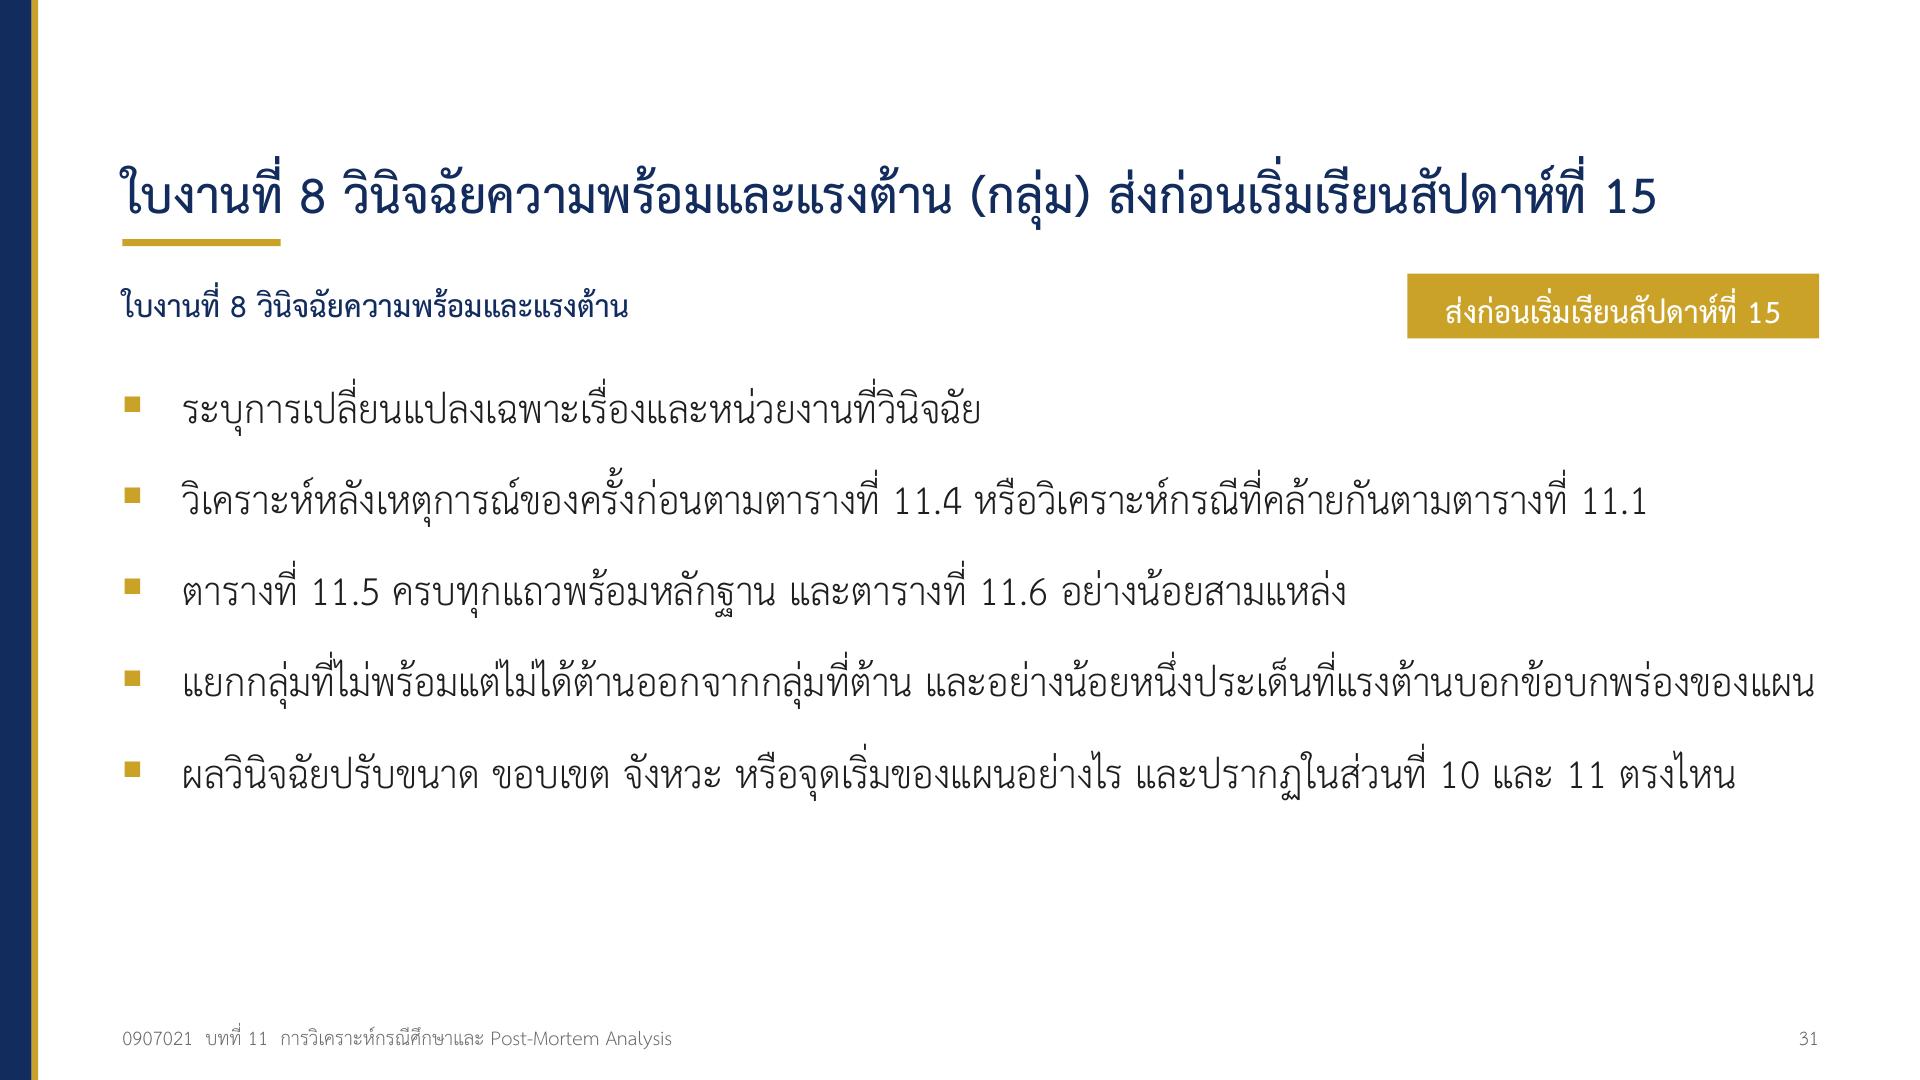 ใบงานที่ 8 วินิจฉัยความพร้อมและแรงต้าน (กลุ่ม) ส่งก่อนเริ่มเรียนสัปดาห์ที่ 15
ใบงานที่ 8 วินิจฉัยความพร้อมและแรงต้าน
ส่งก่อนเริ่มเรียนสัปดาห์ที่ 15
ระบุการเปลี่ยนแปลงเฉพาะเรื่องและหน่วยงานที่วินิจฉัย
วิเคราะห์หลังเหตุการณ์ของครั้งก่อนตามตารางที่ 11.4 หรือวิเคราะห์กรณีที่คล้ายกันตามตารางที่ 11.1
ตารางที่ 11.5 ครบทุกแถวพร้อมหลักฐาน และตารางที่ 11.6 อย่างน้อยสามแหล่ง
แยกกลุ่มที่ไม่พร้อมแต่ไม่ได้ต้านออกจากกลุ่มที่ต้าน และอย่างน้อยหนึ่งประเด็นที่แรงต้านบอกข้อบกพร่องของแผน
ผลวินิจฉัยปรับขนาด ขอบเขต จังหวะ หรือจุดเริ่มของแผนอย่างไร และปรากฏในส่วนที่ 10 และ 11 ตรงไหน
0907021 บทที่ 11 การวิเคราะห์กรณีศึกษาและ Post-Mortem Analysis
31